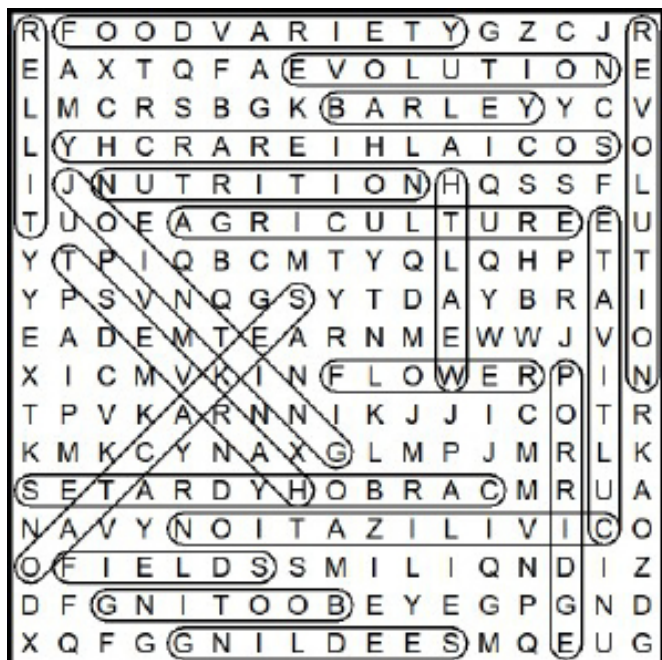 R F O O D V A R I E T Y G Z C J R
E A X T Q F A E V O L U T I O N E
L M C R S B G K B A R L E Y Y C V
L Y H C R A R E I H L A I C O S O
I J N U T R I T I O N H Q S S F L
T U O E A G R I C U L T U R E E U
Y T P I Q B C M T Y Q L Q H P T T
Y P S V N Q G S Y T D A Y B R A I
E A D E M T E A R N M E W W J V O
X I C M V K I N F L O W E R P I N
T P V K A R N N I K J J I C O T R
K M K C Y N A X G L M P J M R L K
S E T A R D Y H O B R A C M R U A
N A V Y N O I T A Z I L I V I C O
O F I E L D S S M I L I Q N D I Z
D F G N I T O O B E Y E G P G N D
X Q F G G N I L D E E S M Q E U G